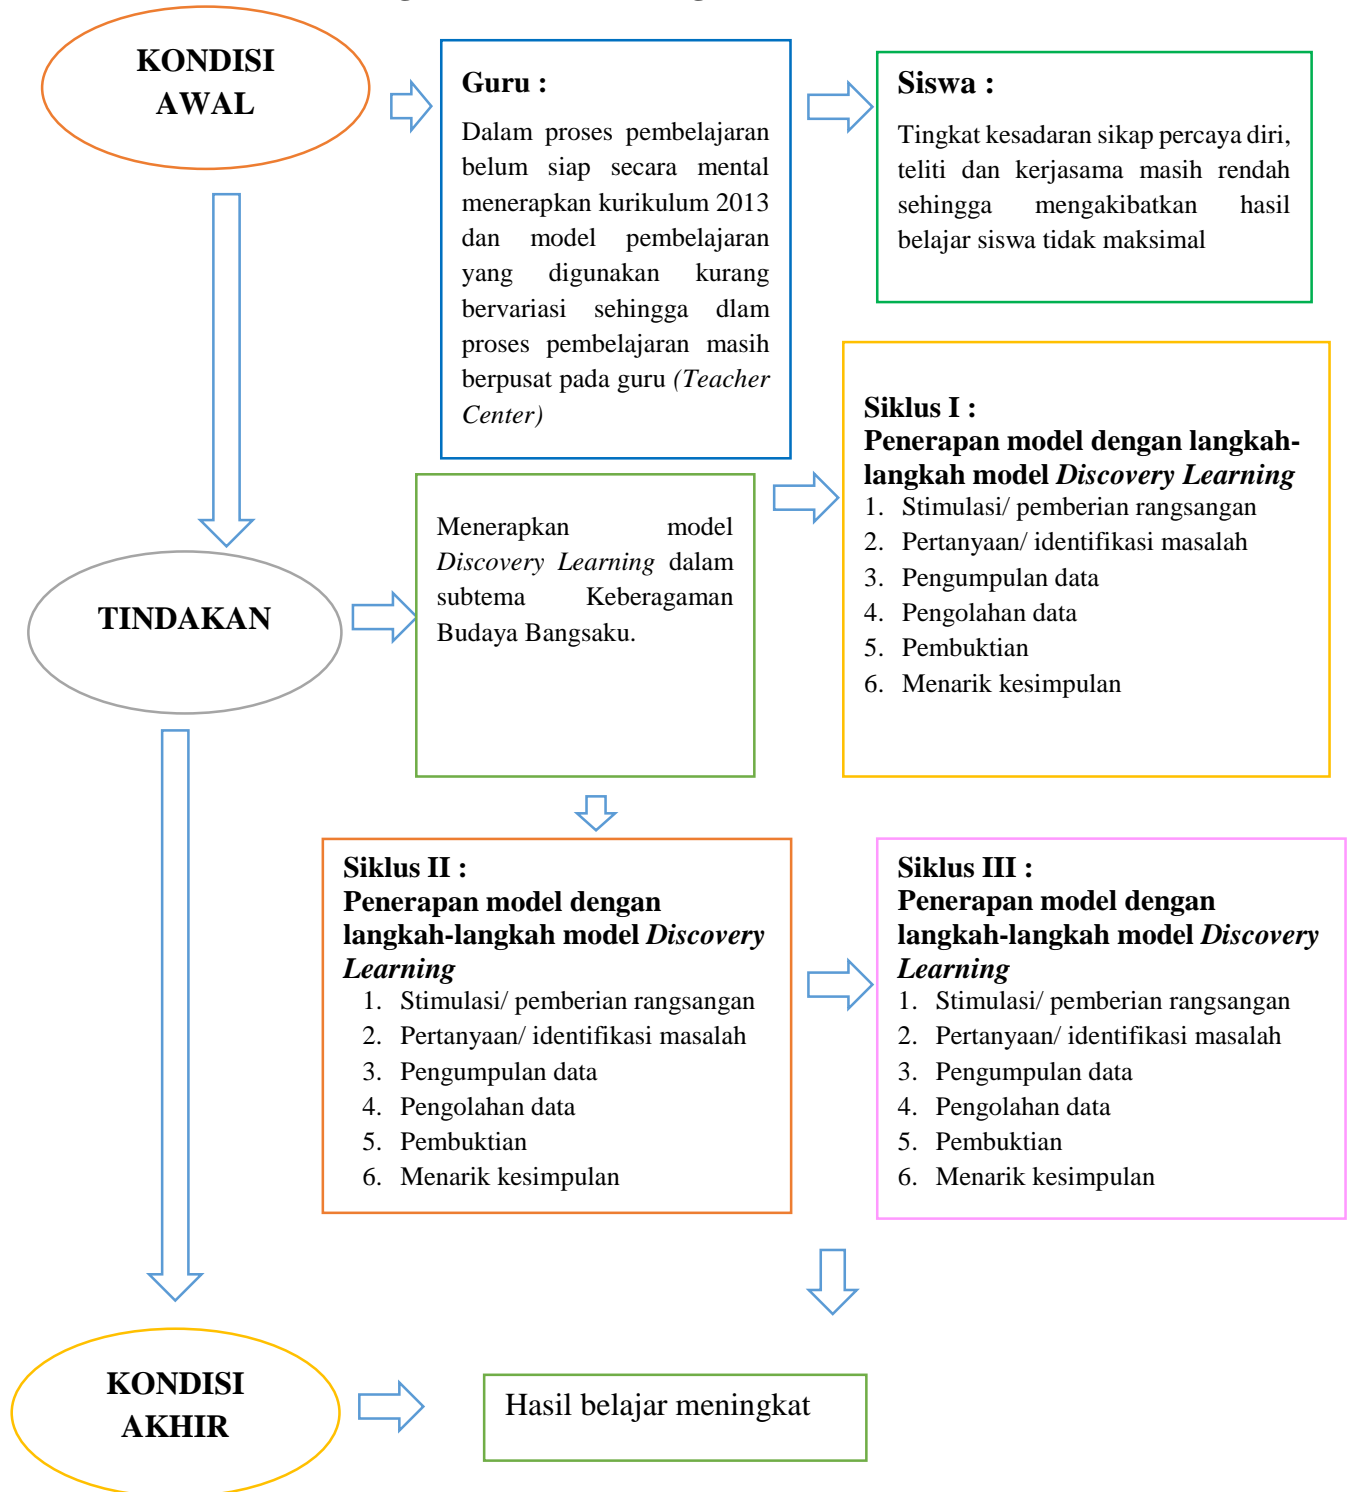 KONDISI
AWAL
Guru :
Dalam proses pembelajaran
belum siap secara mental
menerapkan kurikulum 2013
dan model pembelajaran
yang digunakan kurang
bervariasi sehingga dlam
proses pembelajaran masih
berpusat pada guru (Teacher
Center)
Siswa :
Tingkat kesadaran sikap percaya diri,
teliti dan kerjasama masih rendah
sehingga mengakibatkan hasil
belajar siswa tidak maksimal
TINDAKAN
Menerapkan model
Discovery Learning dalam
subtema Keberagaman
Budaya Bangsaku.
Siklus I :
Penerapan model dengan langkah-
langkah model Discovery Learning
1. Stimulasi/ pemberian rangsangan
2. Pertanyaan/ identifikasi masalah
3. Pengumpulan data
4. Pengolahan data
5. Pembuktian
6. Menarik kesimpulan
Siklus II :
Penerapan model dengan
langkah-langkah model Discovery
Learning
1. Stimulasi/ pemberian rangsangan
2. Pertanyaan/ identifikasi masalah
3. Pengumpulan data
4. Pengolahan data
5. Pembuktian
6. Menarik kesimpulan
Siklus III :
Penerapan model dengan
langkah-langkah model Discovery
Learning
1. Stimulasi/ pemberian rangsangan
2. Pertanyaan/ identifikasi masalah
3. Pengumpulan data
4. Pengolahan data
5. Pembuktian
6. Menarik kesimpulan
KONDISI
AKHIR
Hasil belajar meningkat